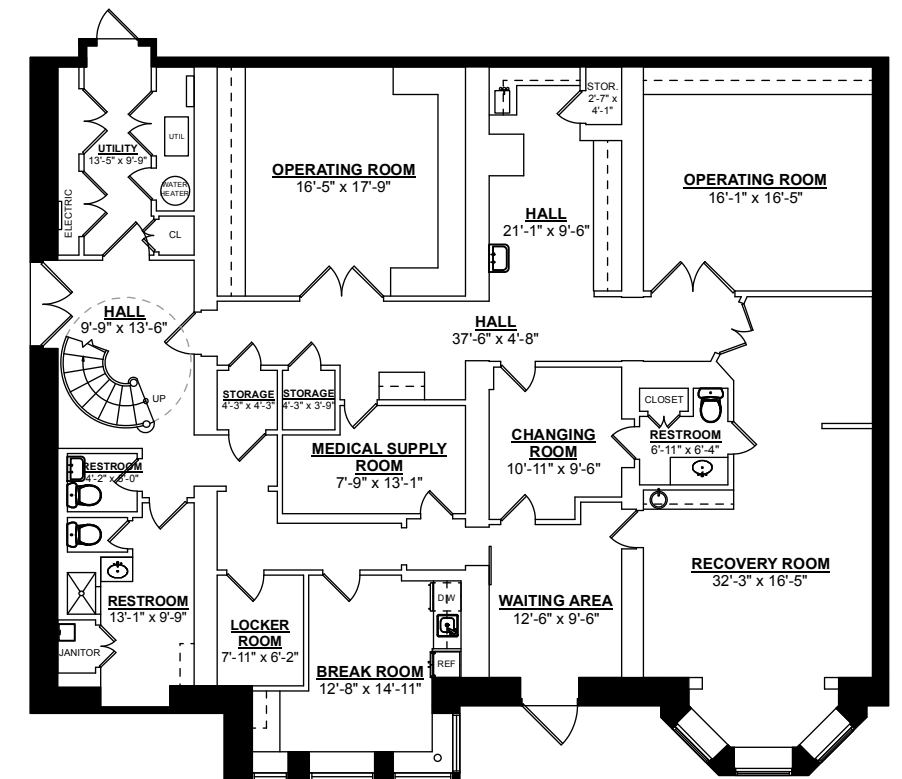 STOR.
2'-7" x
4'-1"
UTIL
UTILITY
13'-5" x 9'-9"
OPERATING ROOM
16'-5" x 17'-9"
OPERATING ROOM
16'-1" x 16'-5"
WATER
HEATER
ELECTRIC
CL
HALL
21'-1" x 9'-6"
HALL
9'-9" x 13'-6"
HALL
37'-6" x 4'-8"
UP
STORAGE
4'-3" x 4'-3"
STORAGE
4'-3" x 3'-9"
CLOSET
MEDICAL SUPPLY
ROOM
7'-9" x 13'-1"
CHANGING
ROOM
10'-11" x 9'-6"
RESTROOM
6'-11" x 6'-4"
RESTROOM
4'-2" x 6'-0"
RECOVERY ROOM
32'-3" x 16'-5"
RESTROOM
13'-1" x 9'-9"
D/W
WAITING AREA
12'-6" x 9'-6"
LOCKER
ROOM
7'-11" x 6'-2"
JANITOR
REF
BREAK ROOM
12'-8" x 14'-11"